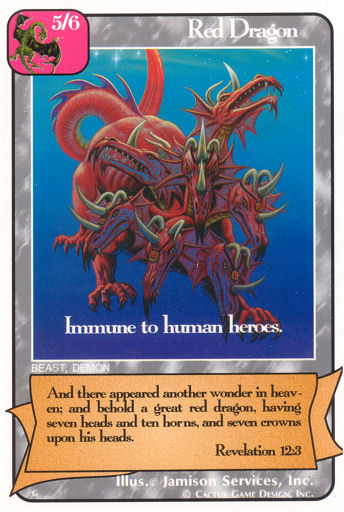 5/6
Red Dragon
Immune to human heroes.
BEAST, DEMON
And there appeared another wonder in heav-
en; and behold a great red dragon, having
seven heads and ten horns, and seven crowns
upon his heads.
Revelation 12:3
G
Illus.© Jamison Services, Inc.
© Cactus Game Design, Inc.